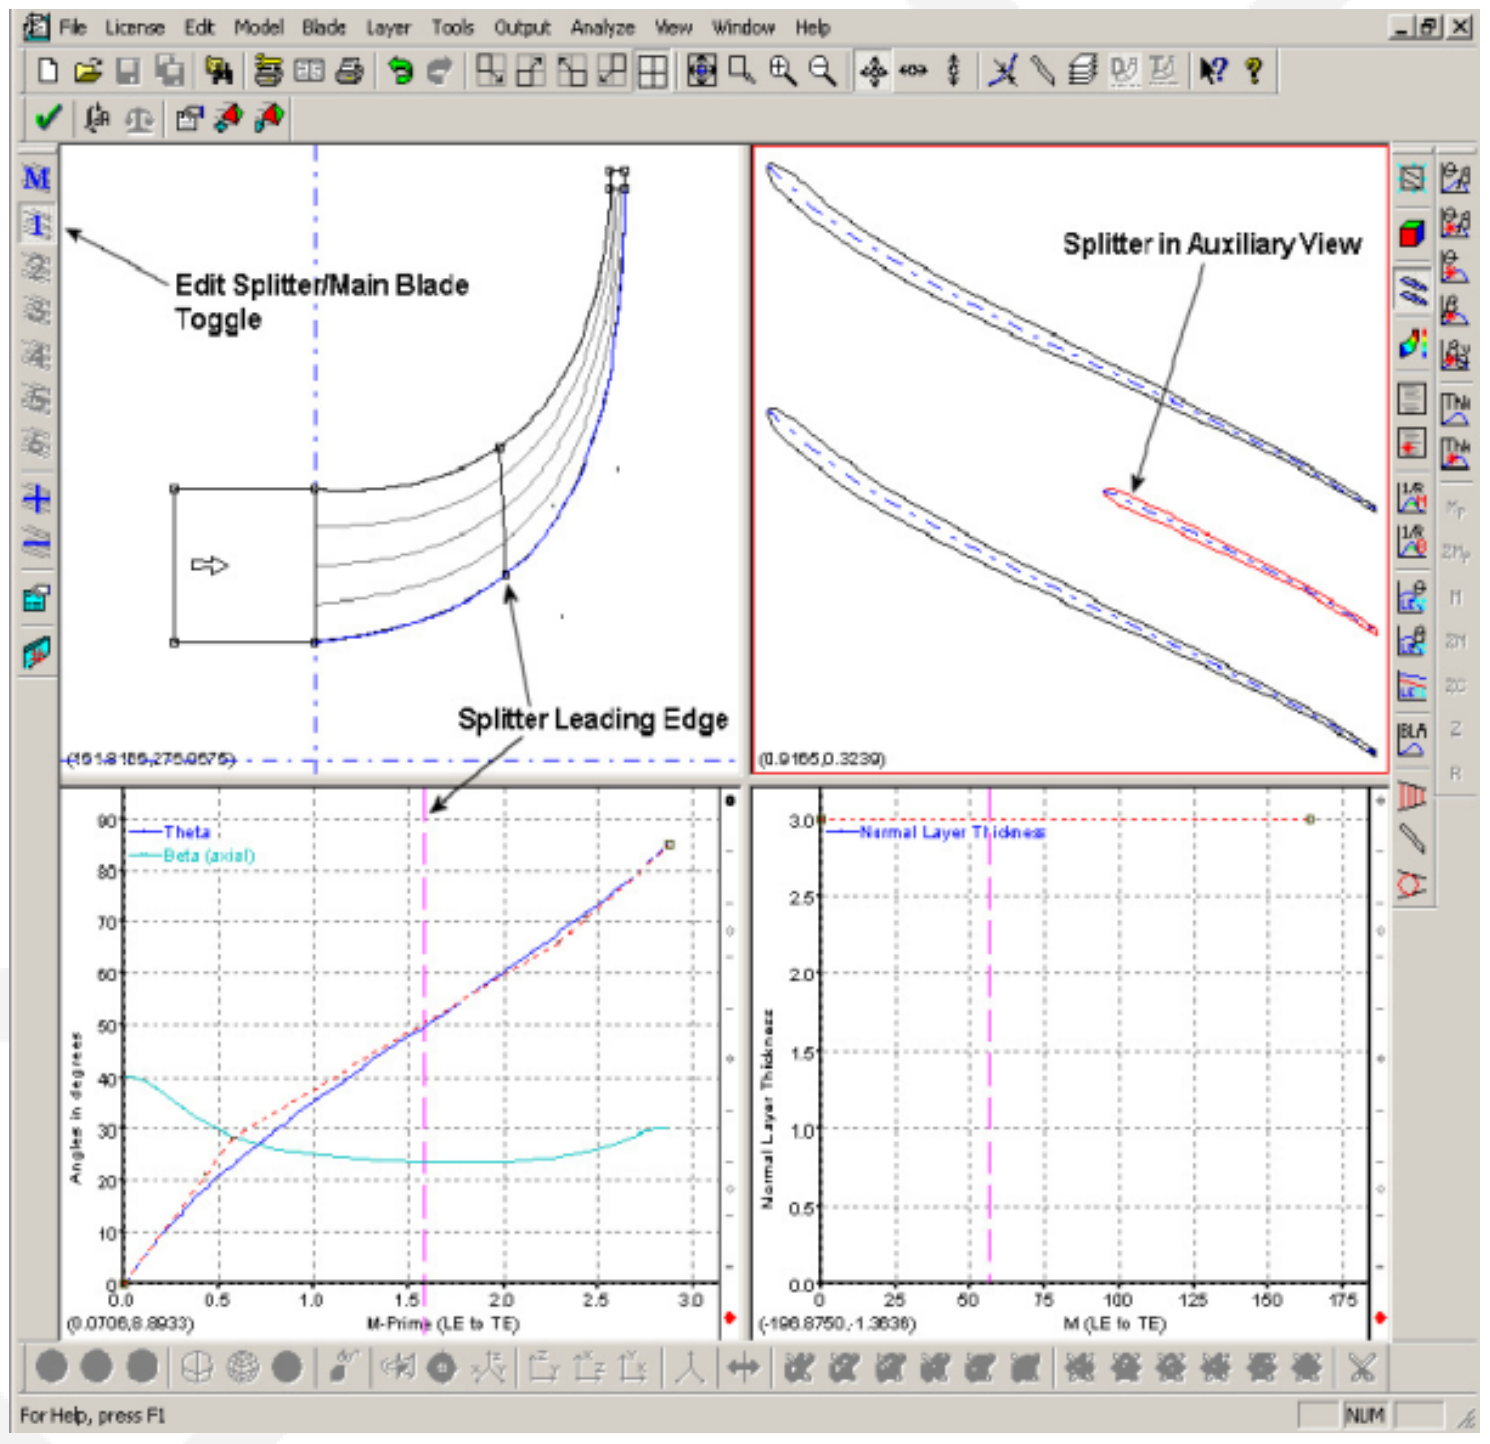 File License Edit Model Blade Layer Tools Output Analyze View Window Help
M
I
Edit Splitter/Main Blade
Toggle
Splitter in Auxiliary View
Splitter Leading Edge
(0.9165,0.3239)
90
80
70
60
50
40
30
20
10
0
Theta
Beta (axial)
Angles in degrees
0.0 0.5 1.0 1.5 2.0 2.5 3.0
(0.0706,8.8933) M-Prime (LE to TE)
3.0
2.5
2.0
1.5
1.0
0.5
0.0
Normal Layer Thickness
Normal Layer Thickness
0 25 50 75 100 125 150 175
(-196.8750,-1.3636) M (LE to TE)
Mp
ΣMp
M
ΣM
Z
R
For Help, press F1 NUM